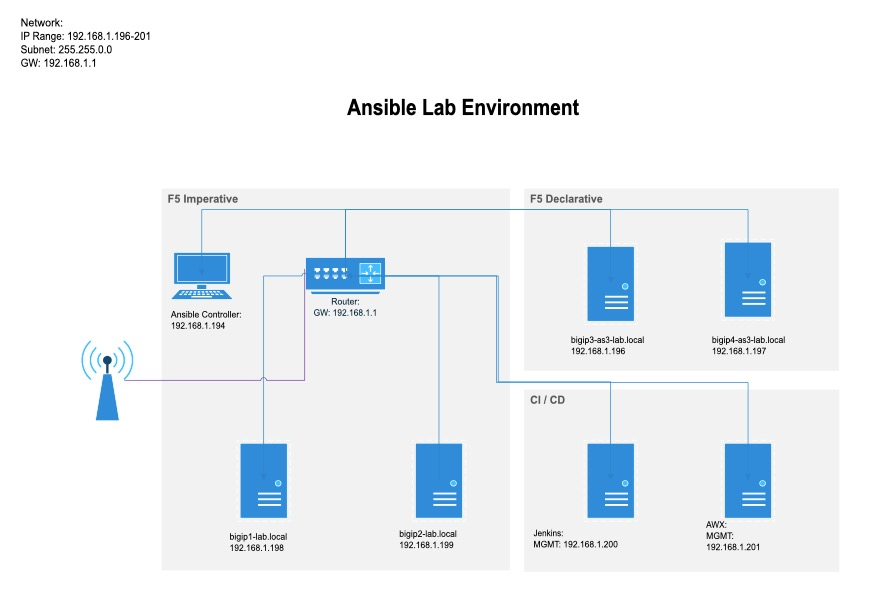 Network:
IP Range: 192.168.1.196-201
Subnet: 255.255.0.0
GW: 192.168.1.1
Ansible Lab Environment
F5 Imperative
F5 Declarative
Ansible Controller:
192.168.1.194
Router:
GW: 192.168.1.1
bigip3-as3-lab.local
192.168.1.196
bigip4-as3-lab.local
192.168.1.197
CI / CD
bigip1-lab.local
192.168.1.198
bigip2-lab.local
192.168.1.199
Jenkins:
MGMT: 192.168.1.200
AWX:
MGMT:
192.168.1.201